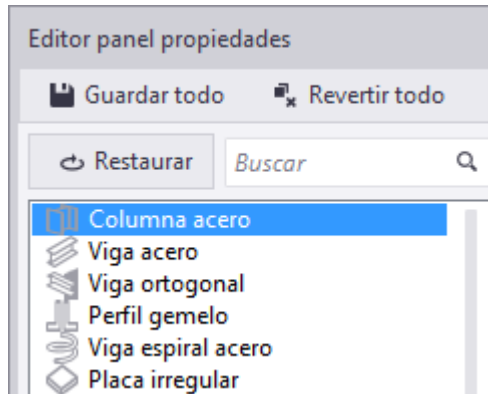 Editor panel propiedades
Guardar todo Revertir todo
Restaurar Buscar
Columna acero
Viga acero
Viga ortogonal
Perfil gemelo
Viga espiral acero
Placa irregular